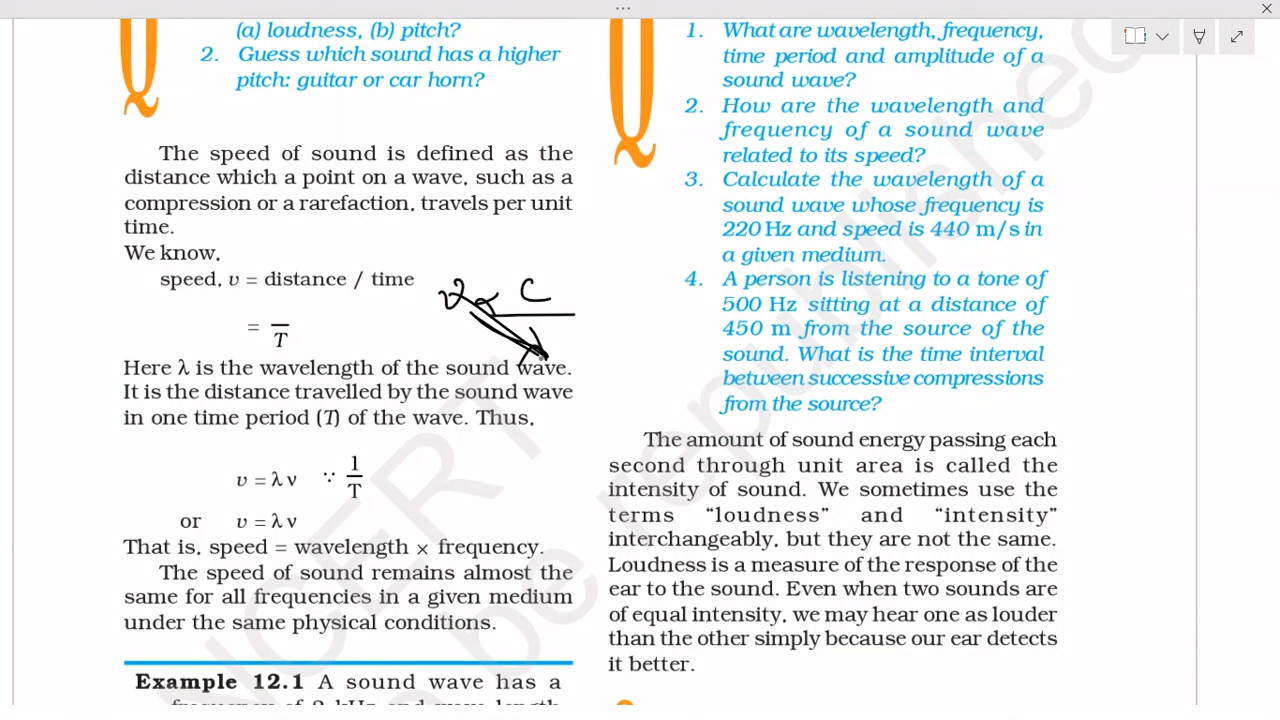 (a) loudness, (b) pitch?
2. Guess which sound has a higher
pitch: guitar or car horn?
The speed of sound is defined as the
distance which a point on a wave, such as a
compression or a rarefaction, travels per unit
time.
We know,
speed, υ = distance / time
= —
T
Here λ is the wavelength of the sound wave.
It is the distance travelled by the sound wave
in one time period (T) of the wave. Thus,
υ = λ ν ∵ 1/T
or υ = λ ν
That is, speed = wavelength × frequency.
The speed of sound remains almost the
same for all frequencies in a given medium
under the same physical conditions.
Example 12.1 A sound wave has a
Q
1. What are wavelength, frequency,
time period and amplitude of a
sound wave?
2. How are the wavelength and
frequency of a sound wave
related to its speed?
3. Calculate the wavelength of a
sound wave whose frequency is
220 Hz and speed is 440 m/s in
a given medium.
4. A person is listening to a tone of
500 Hz sitting at a distance of
450 m from the source of the
sound. What is the time interval
between successive compressions
from the source?
The amount of sound energy passing each
second through unit area is called the
intensity of sound. We sometimes use the
terms “loudness” and “intensity”
interchangeably, but they are not the same.
Loudness is a measure of the response of the
ear to the sound. Even when two sounds are
of equal intensity, we may hear one as louder
than the other simply because our ear detects
it better.
NCERT
be republished